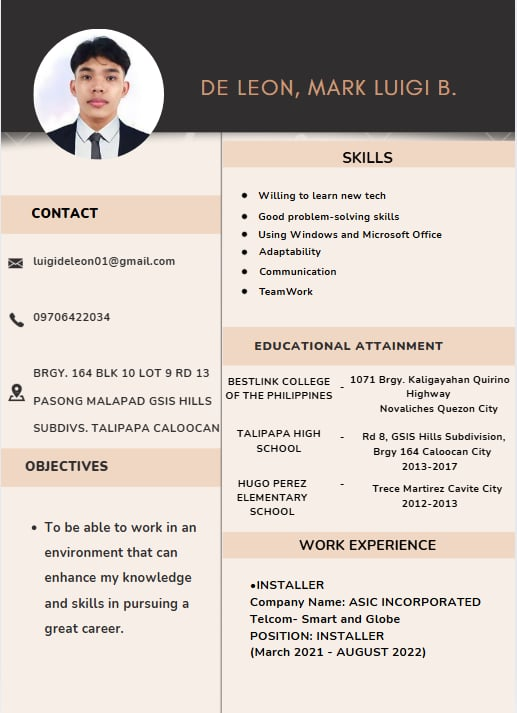 DE LEON, MARK LUIGI B.
CONTACT
luigideleon01@gmail.com
09706422034
BRGY. 164 BLK 10 LOT 9 RD 13
PASONG MALAPAD GSIS HILLS
SUBDIVS. TALIPAPA CALOOCAN
OBJECTIVES
• To be able to work in an
environment that can
enhance my knowledge
and skills in pursuing a
great career.
SKILLS
• Willing to learn new tech
• Good problem-solving skills
• Using Windows and Microsoft Office
• Adaptability
• Communication
• TeamWork
EDUCATIONAL ATTAINMENT
BESTLINK COLLEGE
OF THE PHILIPPINES
-
1071 Brgy. Kaligayahan Quirino
Highway
Novaliches Quezon City
TALIPAPA HIGH
SCHOOL
-
Rd 8, GSIS Hills Subdivision,
Brgy 164 Caloocan City
2013-2017
HUGO PEREZ
ELEMENTARY
SCHOOL
-
Trece Martirez Cavite City
2012-2013
WORK EXPERIENCE
•INSTALLER
Company Name: ASIC INCORPORATED
Telcom- Smart and Globe
POSITION: INSTALLER
(March 2021 - AUGUST 2022)